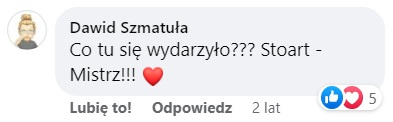 Dawid Szmatuła
Co tu się wydarzyło??? Stoart -
Mistrz!!! ❤️
Lubię to! Odpowiedz 2 lat 5